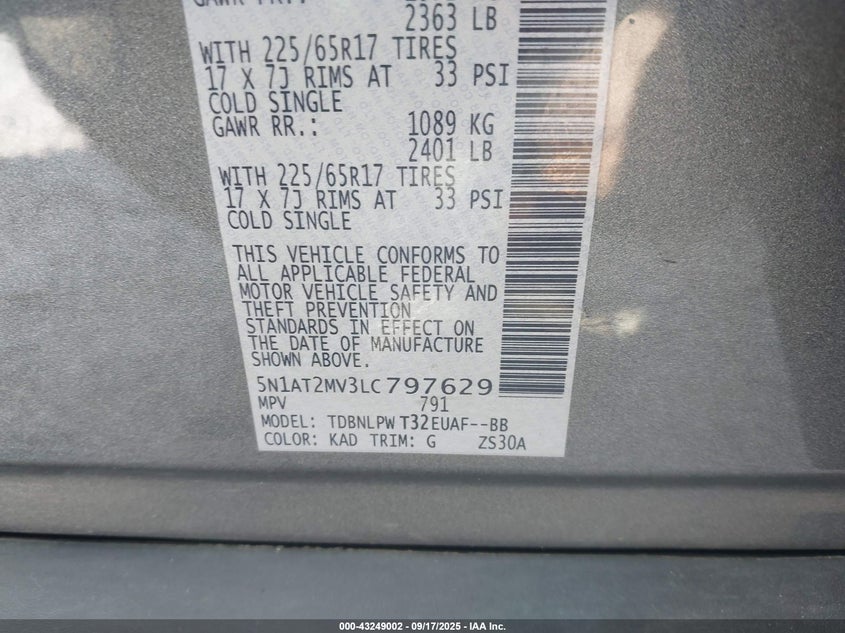 GAWR FR.:
2363 LB
WITH 225/65R17 TIRES
17 X 7J RIMS AT 33 PSI
COLD SINGLE
GAWR RR.: 1089 KG
2401 LB
WITH 225/65R17 TIRES
17 X 7J RIMS AT 33 PSI
COLD SINGLE
THIS VEHICLE CONFORMS TO
ALL APPLICABLE FEDERAL
MOTOR VEHICLE SAFETY AND
THEFT PREVENTION
STANDARDS IN EFFECT ON
THE DATE OF MANUFACTURE
SHOWN ABOVE.
5N1AT2MV3LC797629
MPV 791
MODEL: TDBNLPW T32EUAF--BB
COLOR: KAD TRIM: G ZS30A
000-43249002 - 09/17/2025 - IAA Inc.